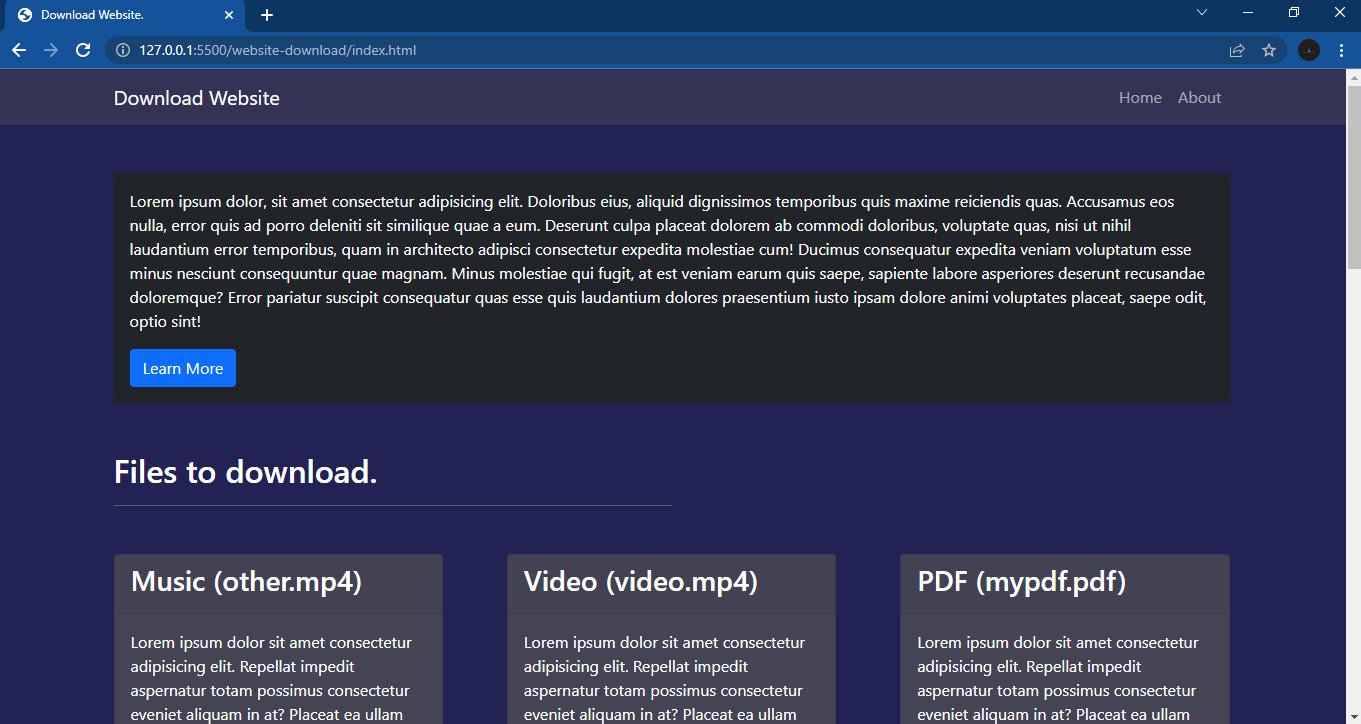 Download Website.
127.0.0.1:5500/website-download/index.html
Download Website
Home About
Lorem ipsum dolor, sit amet consectetur adipisicing elit. Doloribus eius, aliquid dignissimos temporibus quis maxime reiciendis quas. Accusamus eos
nulla, error quis ad porro deleniti sit similique quae a eum. Deserunt culpa placeat dolorem ab commodi doloribus, voluptate quas, nisi ut nihil
laudantium error temporibus, quam in architecto adipisci consectetur expedita molestiae cum! Ducimus consequatur expedita veniam voluptatum esse
minus nesciunt consequuntur quae magnam. Minus molestiae qui fugit, at est veniam earum quis saepe, sapiente labore asperiores deserunt recusandae
doloremque? Error pariatur suscipit consequatur quas esse quis laudantium dolores praesentium iusto ipsam dolore animi voluptates placeat, saepe odit,
optio sint!
Learn More
Files to download.
Music (other.mp4)
Lorem ipsum dolor sit amet consectetur
adipisicing elit. Repellat impedit
aspernatur totam possimus consectetur
eveniet aliquam in at? Placeat ea ullam
Video (video.mp4)
Lorem ipsum dolor sit amet consectetur
adipisicing elit. Repellat impedit
aspernatur totam possimus consectetur
eveniet aliquam in at? Placeat ea ullam
PDF (mypdf.pdf)
Lorem ipsum dolor sit amet consectetur
adipisicing elit. Repellat impedit
aspernatur totam possimus consectetur
eveniet aliquam in at? Placeat ea ullam